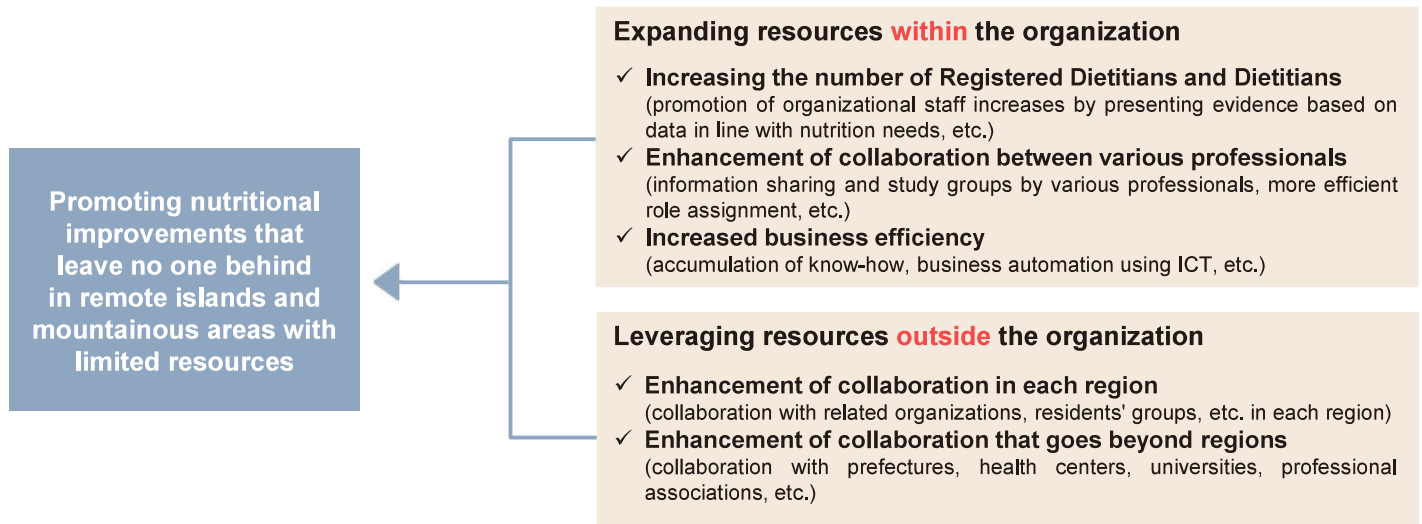 Promoting nutritional
improvements that
leave no one behind
in remote islands and
mountainous areas with
limited resources
Expanding resources within the organization
✓ Increasing the number of Registered Dietitians and Dietitians
(promotion of organizational staff increases by presenting evidence based on
data in line with nutrition needs, etc.)
✓ Enhancement of collaboration between various professionals
(information sharing and study groups by various professionals, more efficient
role assignment, etc.)
✓ Increased business efficiency
(accumulation of know-how, business automation using ICT, etc.)
Leveraging resources outside the organization
✓ Enhancement of collaboration in each region
(collaboration with related organizations, residents' groups, etc. in each region)
✓ Enhancement of collaboration that goes beyond regions
(collaboration with prefectures, health centers, universities, professional
associations, etc.)